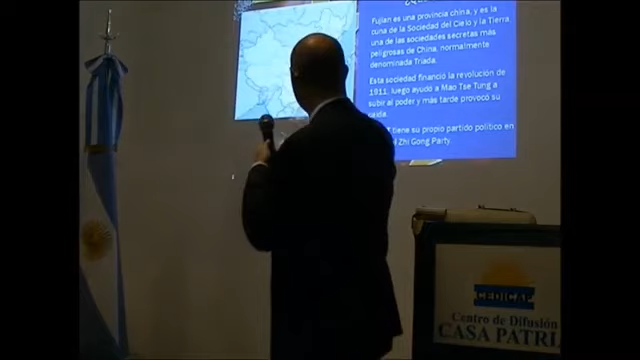 ¿QU
Fujian es una provincia china, y es la
cuna de la Sociedad del Cielo y la Tierra
una de las sociedades secretas más
peligrosas de China, normalmente
denominada Tríada.
Esta sociedad financió la revolución de
1911, luego ayudó a Mao Tse Tung a
subir al poder y más tarde provocó su
caída.
tiene su propio partido político en
Zhi Gong Party
CEDICAP
Centro de Difusión
CASA PATRI